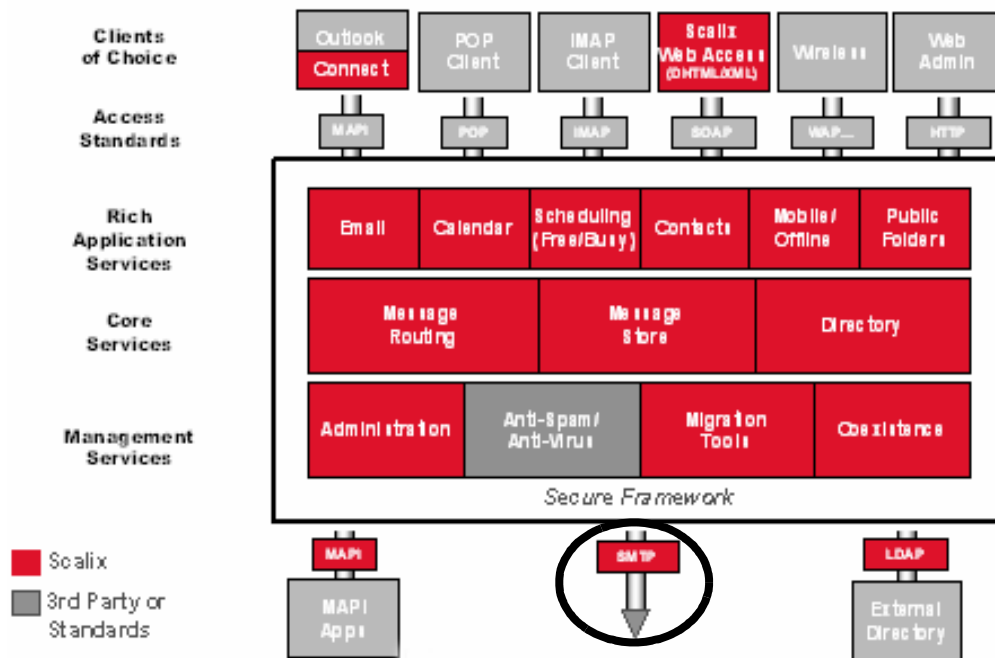 Clients
of Choice
Outlook
Connect
POP
Client
IMAP
Client
Scalix
Web Access
(DHTML/XML)
Wireless
Web
Admin
Access
Standards
MAPI
POP
IMAP
SOAP
WAP...
HTTP
Rich
Application
Services
Email
Calendar
Scheduling
(Free/Busy)
Contacts
Mobile/
Offline
Public
Folders
Core
Services
Message
Routing
Message
Store
Directory
Management
Services
Administration
Anti-Spam/
Anti-Virus
Migration
Tools
Coexistence
Secure Framework
MAPI
SMTP
LDAP
MAPI
Apps
External
Directory
Scalix
3rd Party or
Standards